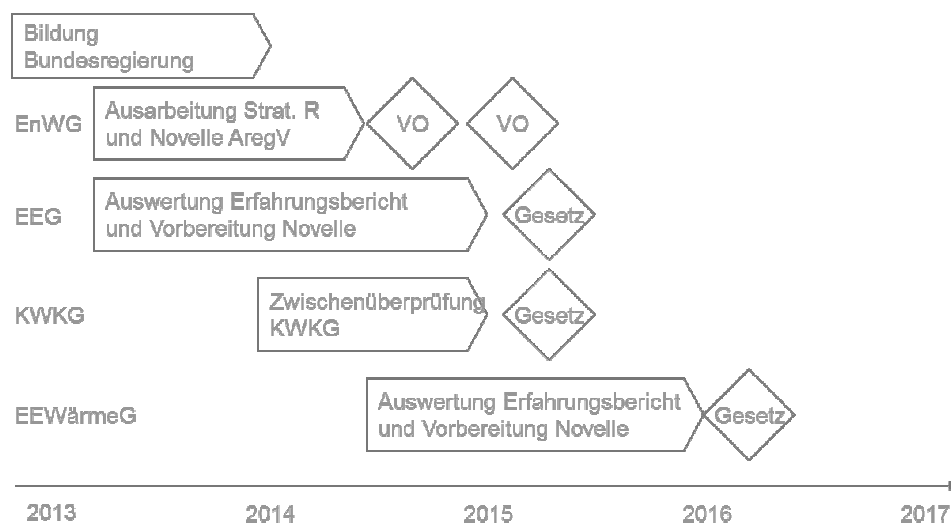 Bildung
Bundesregierung
EnWG
Ausarbeitung Strat. R
und Novelle AregV
VO
VO
EEG
Auswertung Erfahrungsbericht
und Vorbereitung Novelle
Gesetz
KWKG
Zwischenüberprüfung
KWKG
Gesetz
EEWärmeG
Auswertung Erfahrungsbericht
und Vorbereitung Novelle
Gesetz
2013 2014 2015 2016 2017